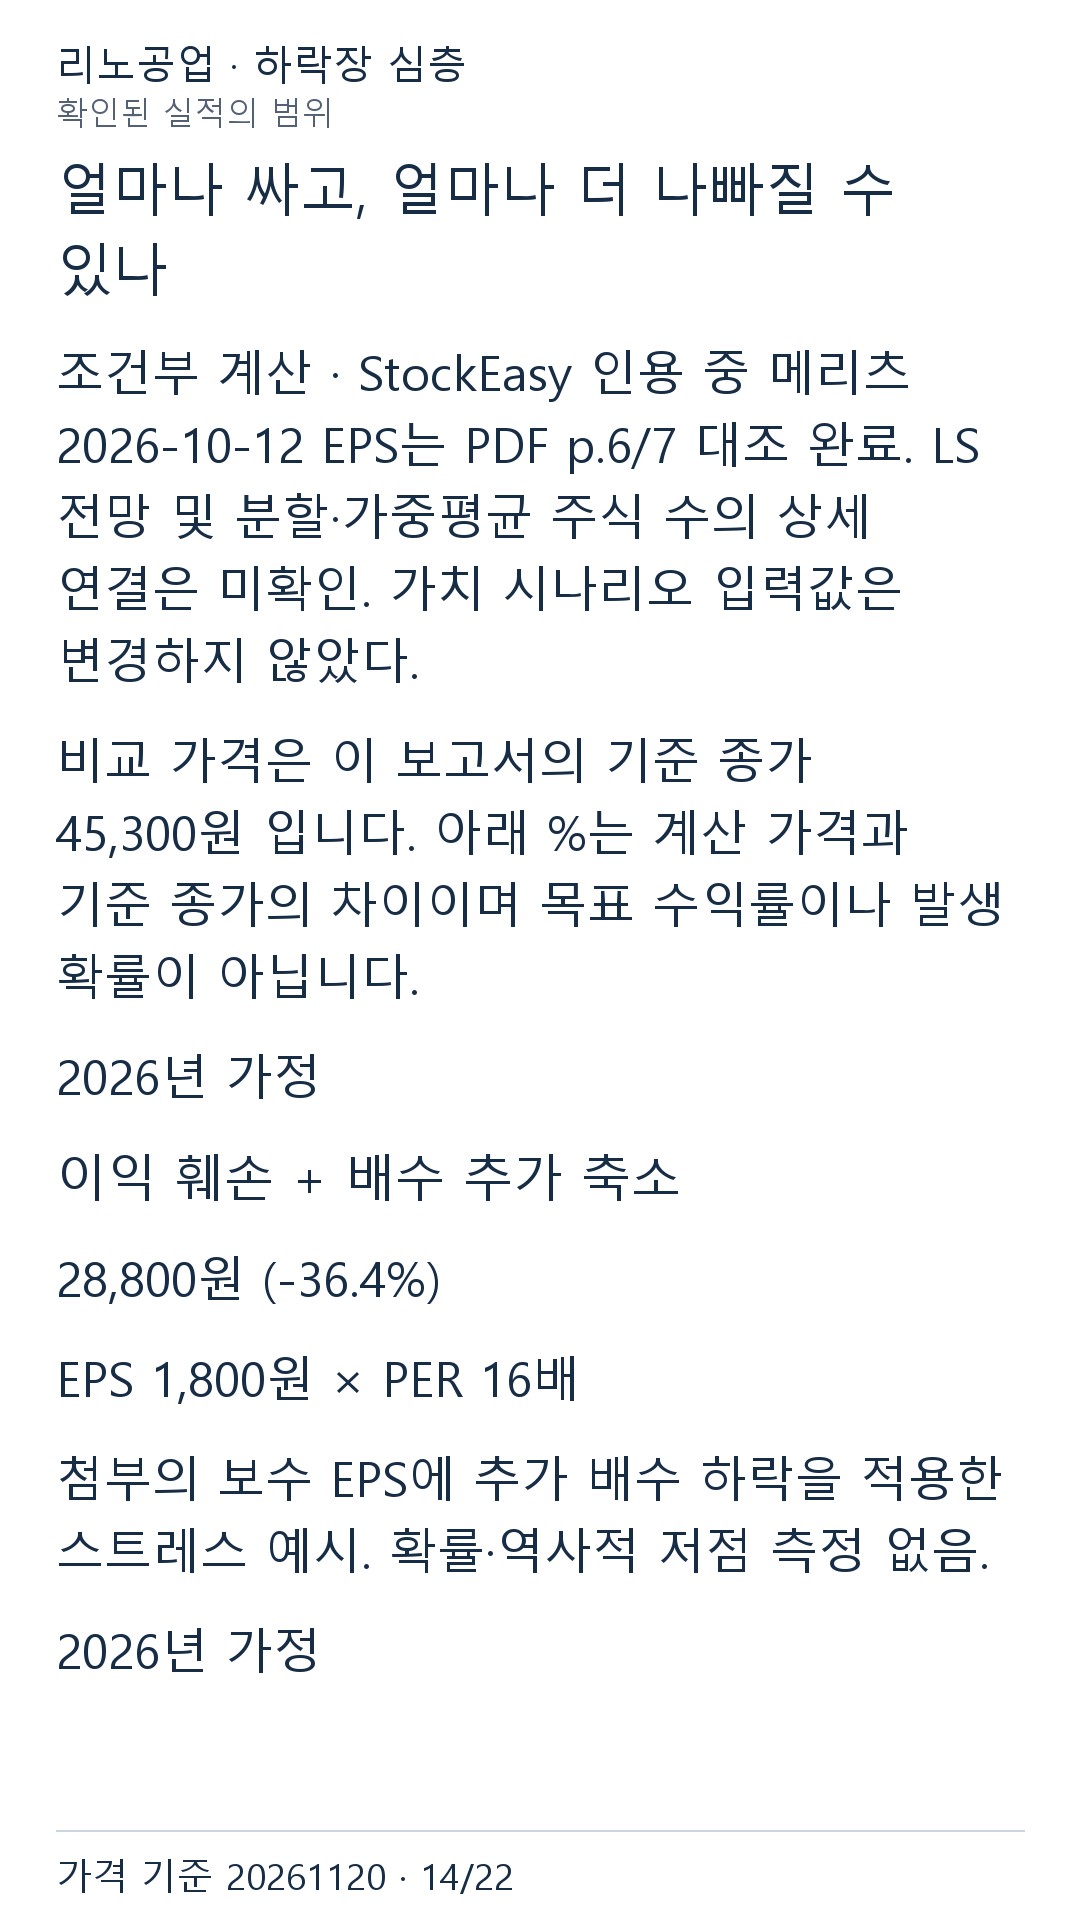 리노공업 · 하락장 심층
확인된 실적의 범위
얼마나 싸고, 얼마나 더 나빠질 수
있나
조건부 계산 · StockEasy 인용 중 메리츠
2026-10-12 EPS는 PDF p.6/7 대조 완료. LS
전망 및 분할·가중평균 주식 수의 상세
연결은 미확인. 가치 시나리오 입력값은
변경하지 않았다.
비교 가격은 이 보고서의 기준 종가
45,300원 입니다. 아래 %는 계산 가격과
기준 종가의 차이이며 목표 수익률이나 발생
확률이 아닙니다.
2026년 가정
이익 훼손 + 배수 추가 축소
28,800원 (-36.4%)
EPS 1,800원 × PER 16배
첨부의 보수 EPS에 추가 배수 하락을 적용한
스트레스 예시. 확률·역사적 저점 측정 없음.
2026년 가정
가격 기준 20261120 · 14/22